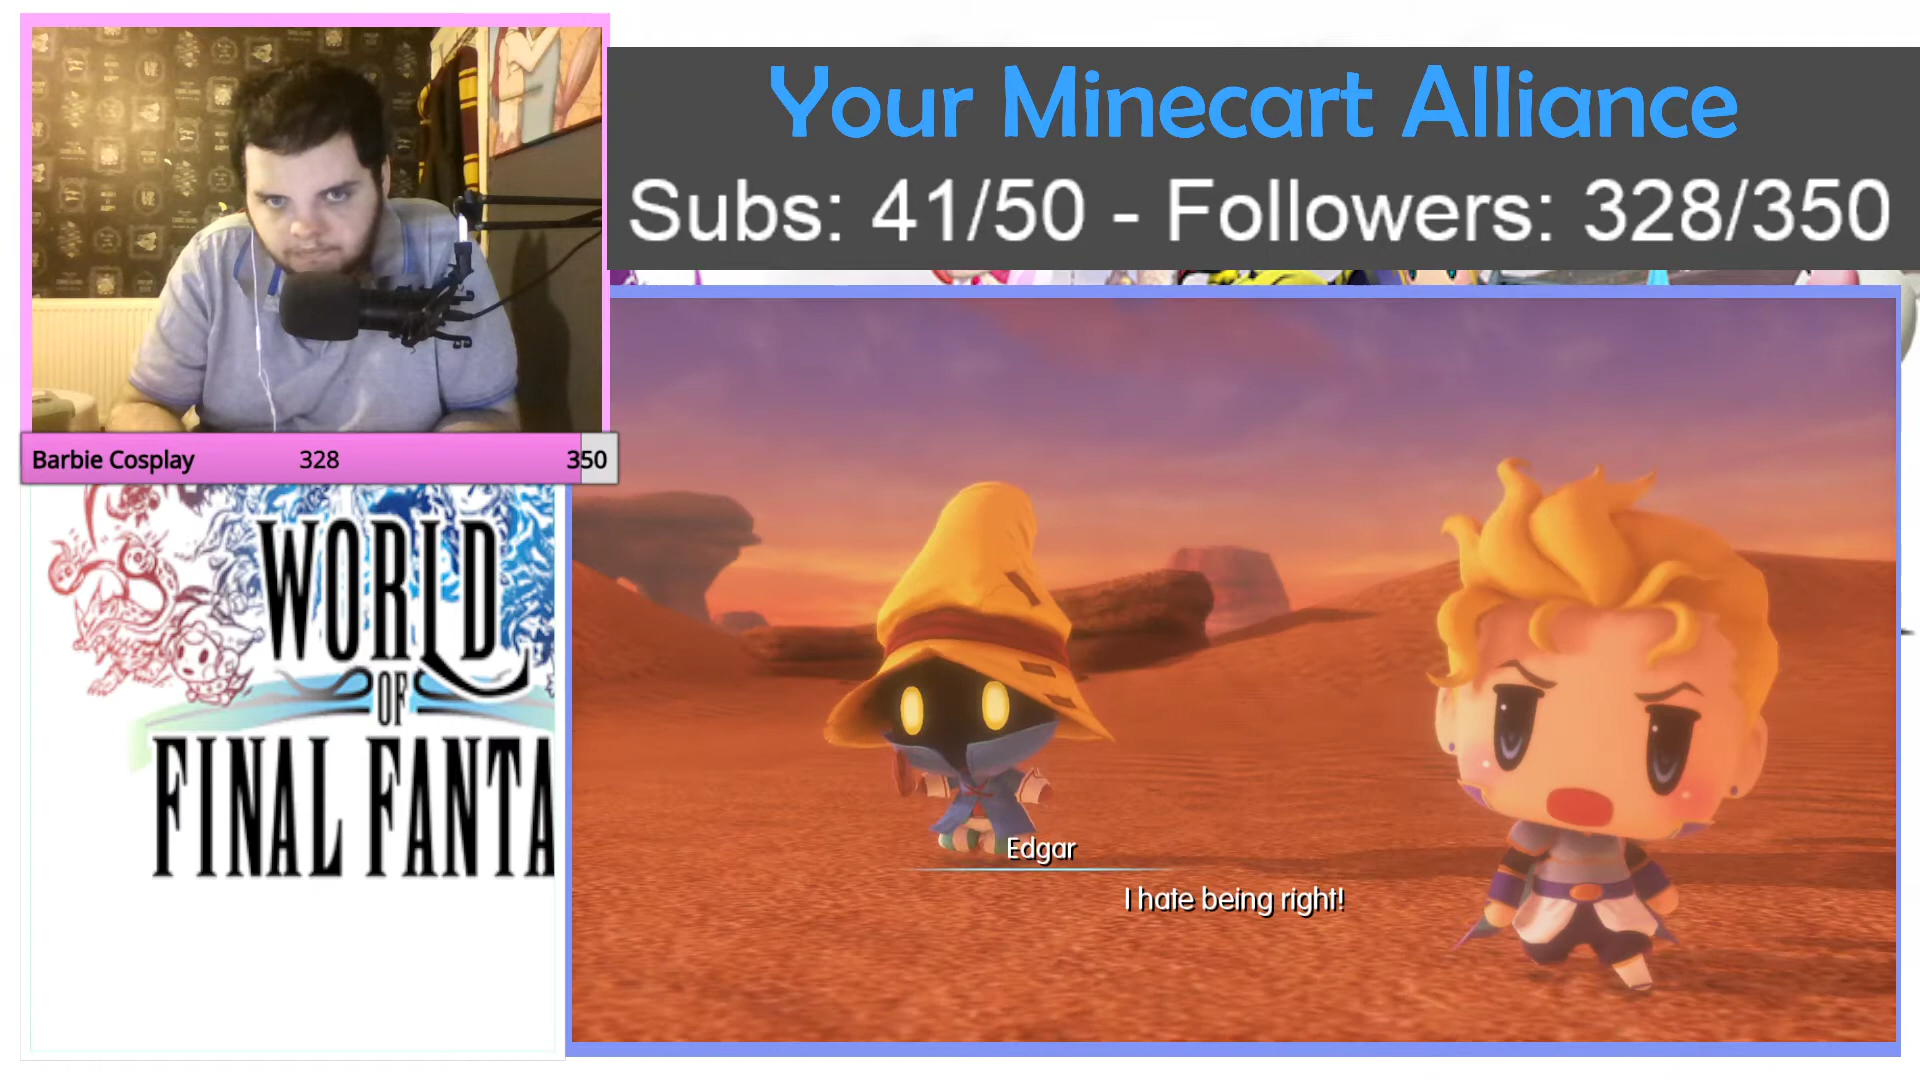 Your Minecart Alliance
Subs: 41/50 - Followers: 328/350
Barbie Cosplay 328 350
WORLD
OF
FINAL FANTA
Edgar
I hate being right!